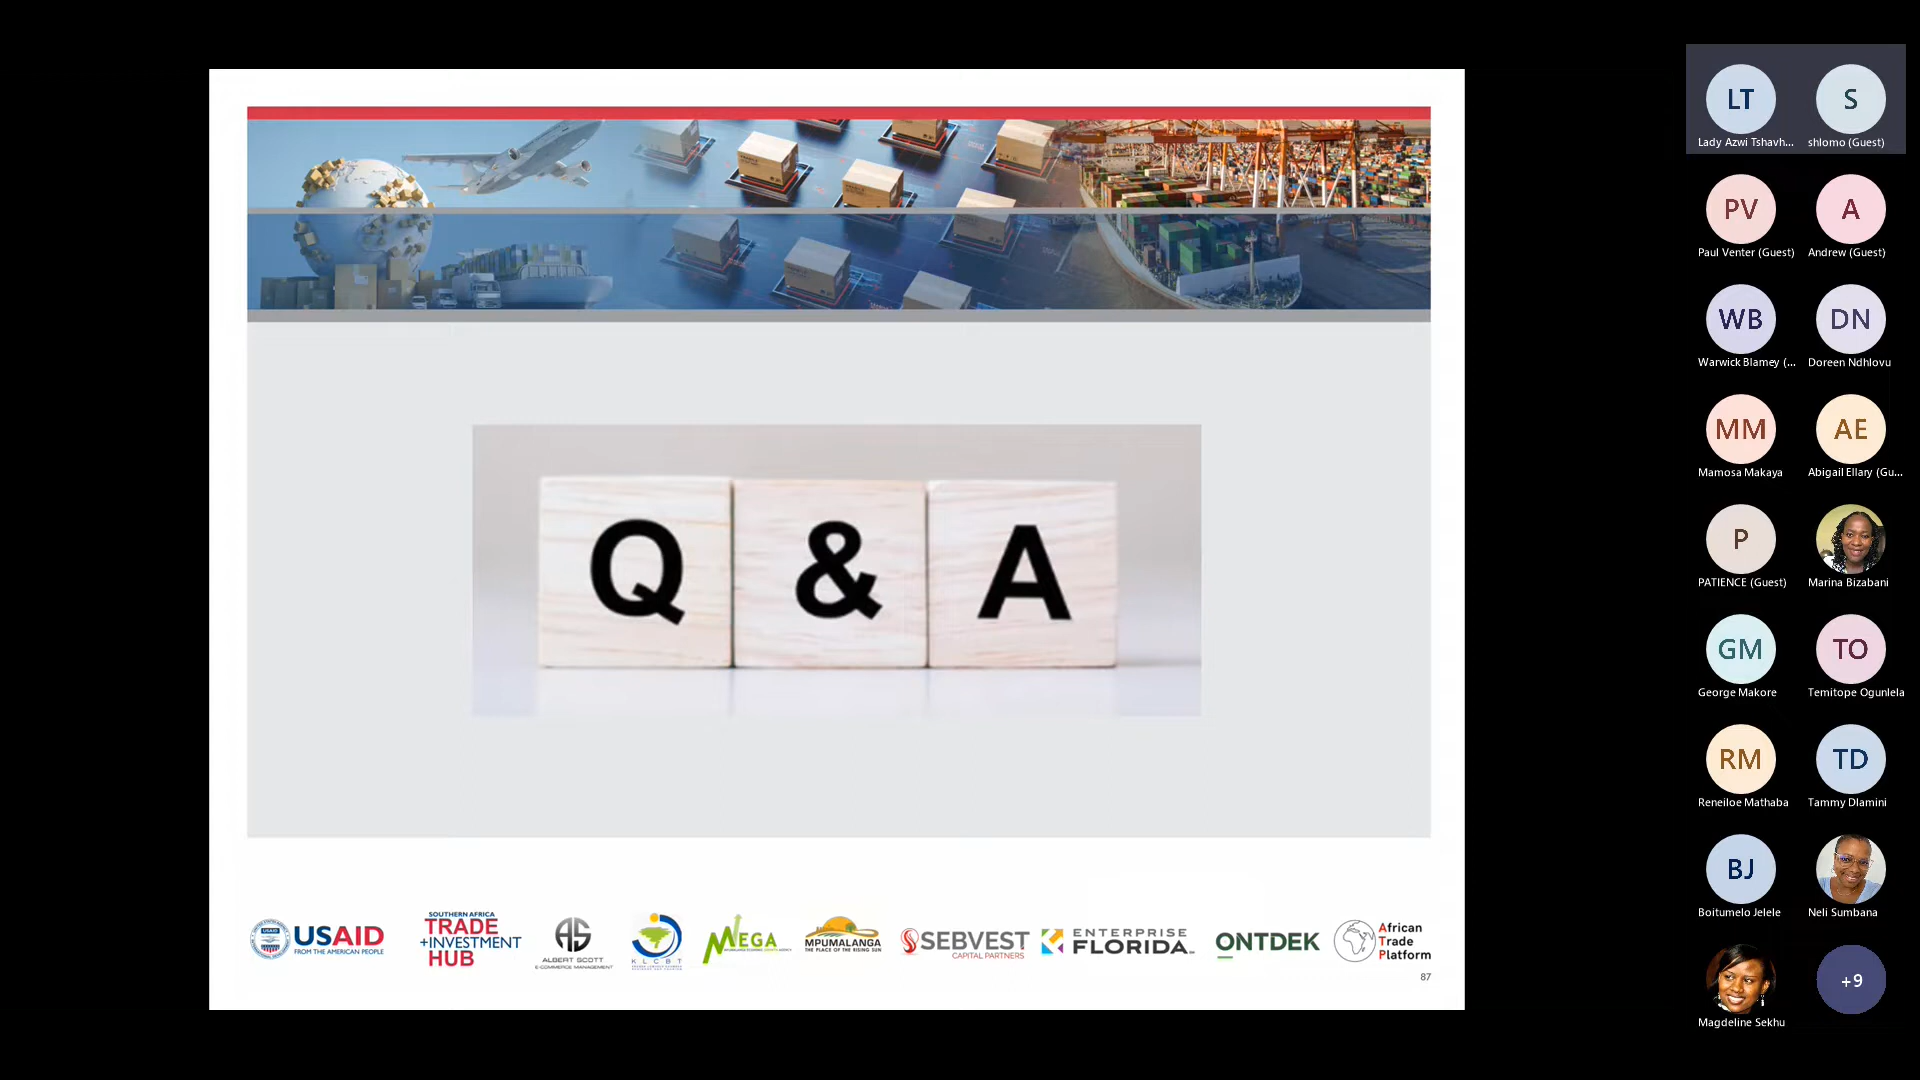 Q & A
USAID
FROM THE AMERICAN PEOPLE
SOUTHERN AFRICA
TRADE
+INVESTMENT
HUB
AS
ALBERT SCOTT
E-COMMERCE MANAGEMENT
KLCBT
MEGA
MPUMALANGA
THE PLACE OF THE RISING SUN
SEBVEST
CAPITAL PARTNERS
ENTERPRISE
FLORIDA
ONTDEK
African
Trade
Platform
87
LT
Lady Azwi Tshavh...
S
shlomo (Guest)
PV
Paul Venter (Guest)
A
Andrew (Guest)
WB
Warwick Blamey (...
DN
Doreen Ndhlovu
MM
Mamosa Makaya
AE
Abigail Ellary (Gu...
P
PATIENCE (Guest)
Marina Bizabani
GM
George Makore
TO
Temitope Ogunlela
RM
Reneiloe Mathaba
TD
Tammy Dlamini
BJ
Boitumelo Jelele
Neli Sumbana
Magdeline Sekhu
+9